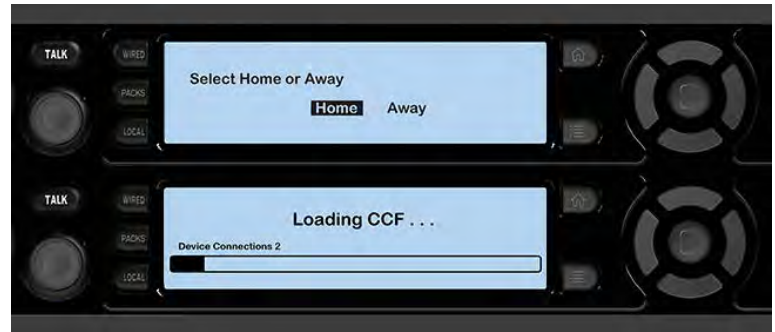 TALK
WIRED
PACKS
LOCAL
Select Home or Away
Home Away
TALK
WIRED
PACKS
LOCAL
Loading CCF . . .
Device Connections 2